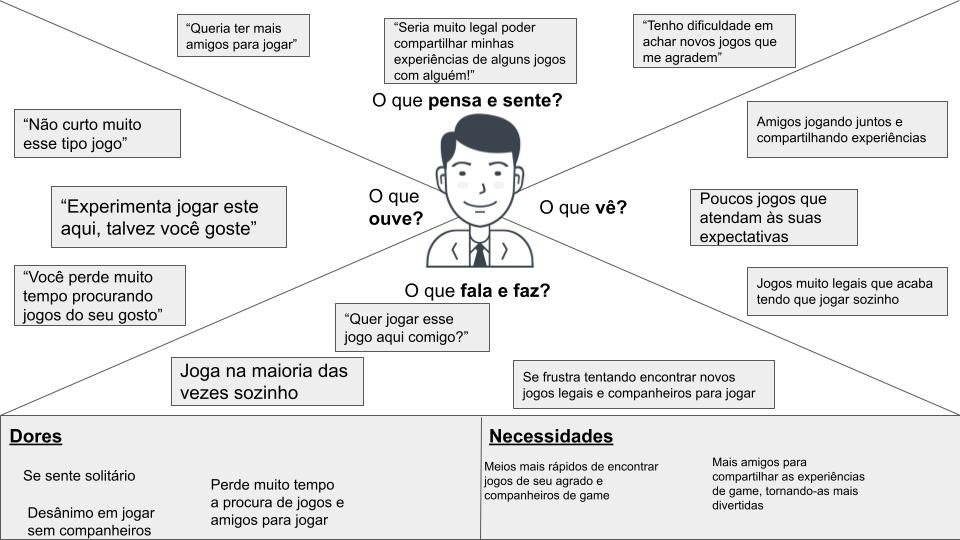 “Queria ter mais
amigos para jogar”
“Seria muito legal poder
compartilhar minhas
experiências de alguns jogos
com alguém!”
“Tenho dificuldade em
achar novos jogos que
me agradem”
O que pensa e sente?
“Não curto muito
esse tipo jogo”
“Experimenta jogar este
aqui, talvez você goste”
“Você perde muito
tempo procurando
jogos do seu gosto”
O que
ouve?
O que vê?
Amigos jogando juntos e
compartilhando experiências
Poucos jogos que
atendam às suas
expectativas
Jogos muito legais que acaba
tendo que jogar sozinho
O que fala e faz?
“Quer jogar esse
jogo aqui comigo?”
Joga na maioria das
vezes sozinho
Se frustra tentando encontrar novos
jogos legais e companheiros para jogar
Dores
Se sente solitário
Desânimo em jogar
sem companheiros
Perde muito tempo
a procura de jogos e
amigos para jogar
Necessidades
Meios mais rápidos de encontrar
jogos de seu agrado e
companheiros de game
Mais amigos para
compartilhar as experiências
de game, tornando-as mais
divertidas